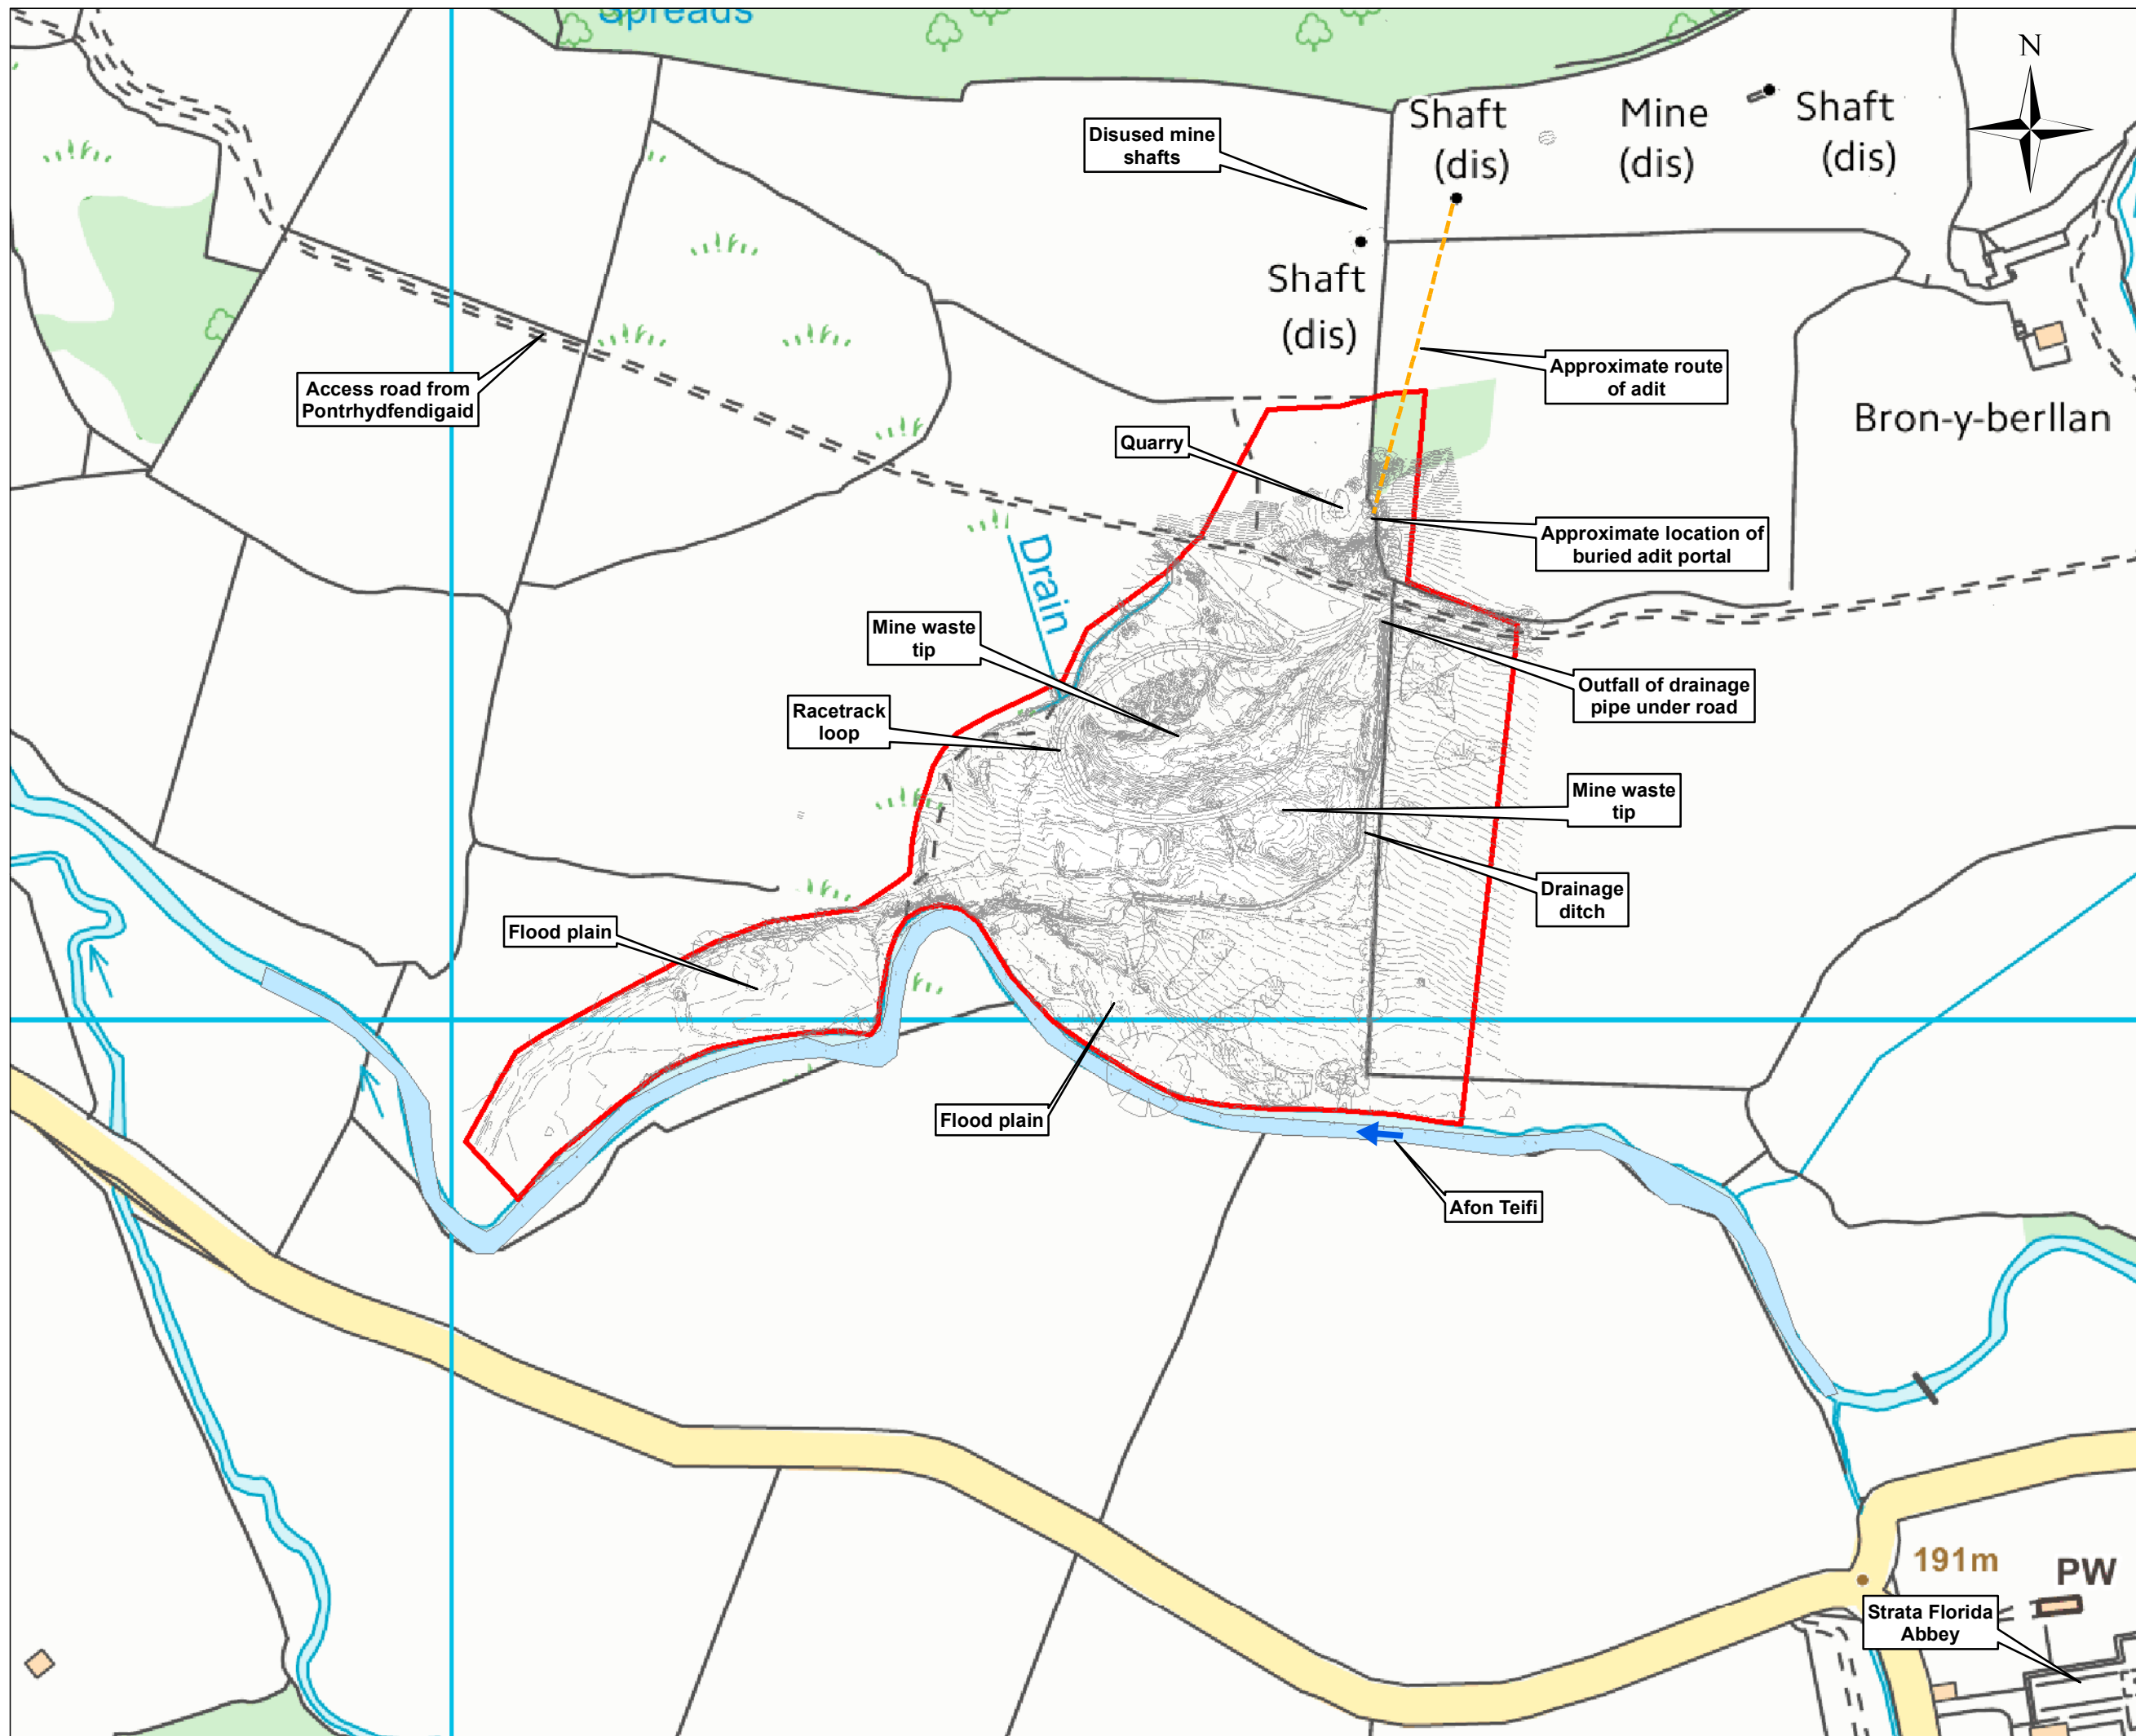 Spreads
N
Shaft
(dis)
Mine
(dis)
Shaft
(dis)
Disused mine
shafts
Shaft
(dis)
Approximate route
of adit
Access road from
Pontrhydfendigaid
Bron-y-berllan
Quarry
Approximate location of
buried adit portal
Drain
Mine waste
tip
Outfall of drainage
pipe under road
Racetrack
loop
Mine waste
tip
Drainage
ditch
Flood plain
Flood plain
Afon Teifi
191m
PW
Strata Florida
Abbey